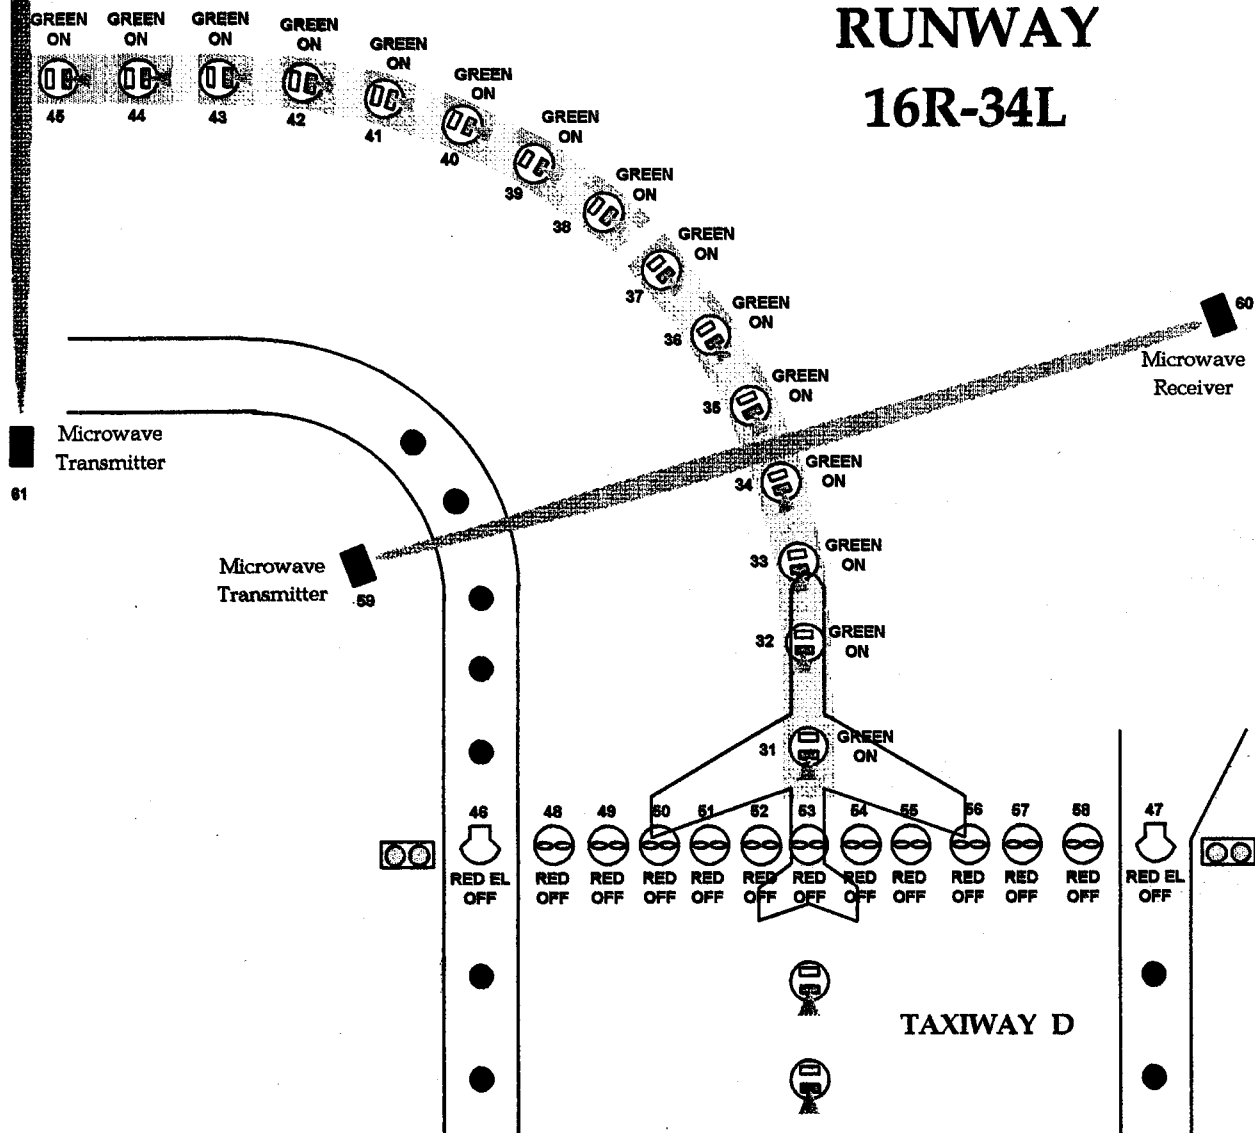 RUNWAY
16R-34L
GREEN
ON
45
GREEN
ON
44
GREEN
ON
43
GREEN
ON
42
GREEN
ON
41
GREEN
ON
40
GREEN
ON
39
GREEN
ON
38
GREEN
ON
37
GREEN
ON
36
GREEN
ON
35
GREEN
ON
34
GREEN
ON
33
GREEN
ON
32
GREEN
ON
31
60
Microwave
Receiver
Microwave
Transmitter
61
Microwave
Transmitter
59
46 48 49 50 51 52 53 54 55 56 57 58 47
RED EL RED RED RED RED RED RED RED RED RED RED RED RED EL
OFF OFF OFF OFF OFF OFF OFF OFF OFF OFF OFF OFF OFF
TAXIWAY D